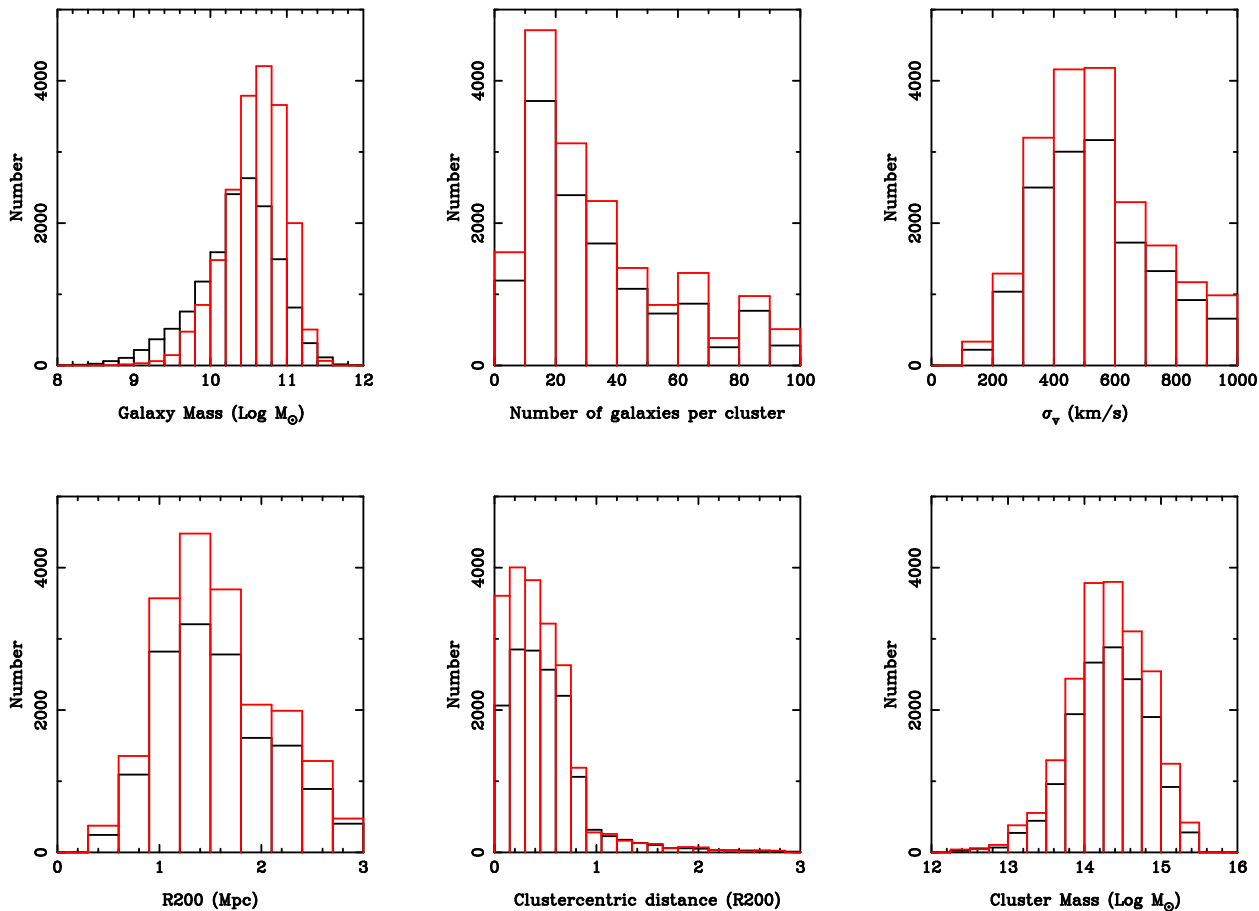 4000
2000
0
Number
8 9 10 11 12
Galaxy Mass (Log M☉)
4000
2000
0
Number
0 20 40 60 80 100
Number of galaxies per cluster
4000
2000
0
Number
0 200 400 600 800 1000
σv (km/s)
4000
2000
0
Number
0 1 2 3
R200 (Mpc)
4000
2000
0
Number
0 1 2 3
Clustercentric distance (R200)
4000
2000
0
Number
12 13 14 15 16
Cluster Mass (Log M☉)